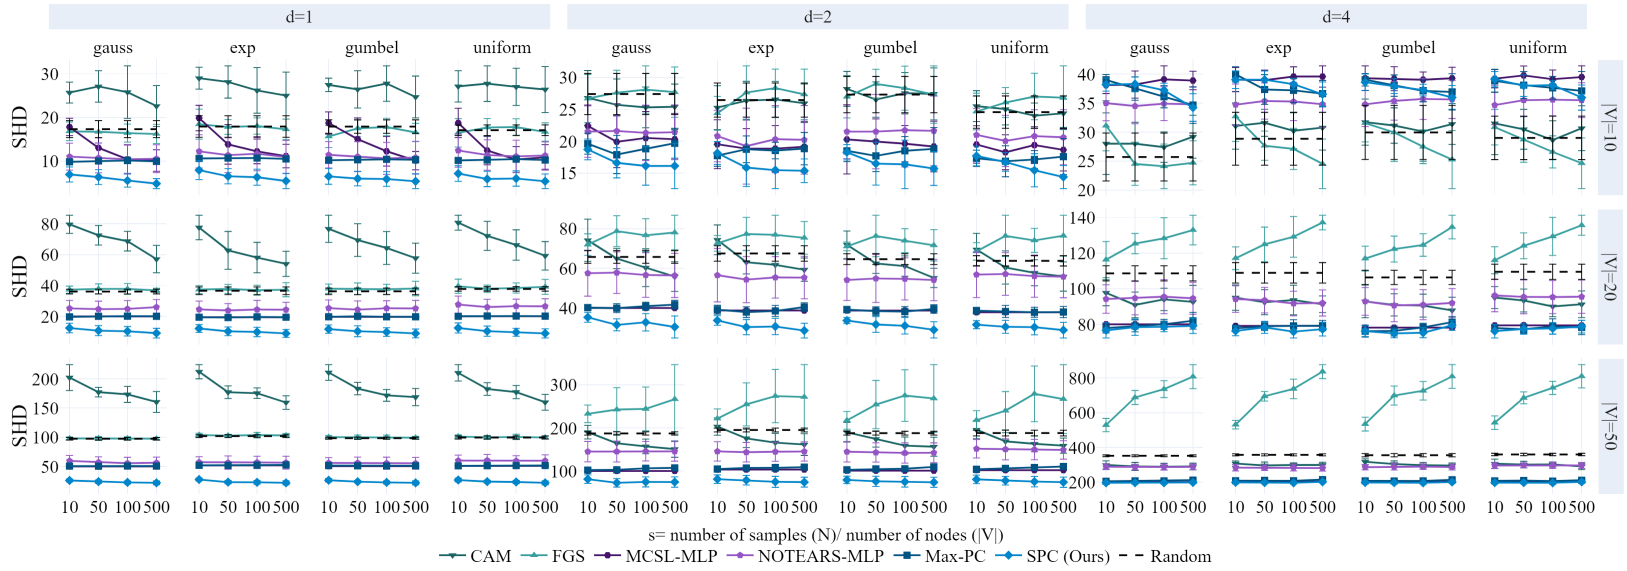 d=1 d=2 d=4
gauss exp gumbel uniform gauss exp gumbel uniform gauss exp gumbel uniform
SHD 30 20 10 30 25 20 15 40 35 30 25 20 |V|=10
SHD 80 60 40 20 80 60 40 140 120 100 80 |V|=20
SHD 200 150 100 50 300 200 100 800 600 400 200 |V|=50
10 50 100 500 10 50 100 500 10 50 100 500 10 50 100 500 10 50 100 500 10 50 100 500 10 50 100 500 10 50 100 500 10 50 100 500 10 50 100 500 10 50 100 500 10 50 100 500
s= number of samples (N)/ number of nodes (|V|)
CAM FGS MCSL-MLP NOTEARS-MLP Max-PC SPC (Ours) Random